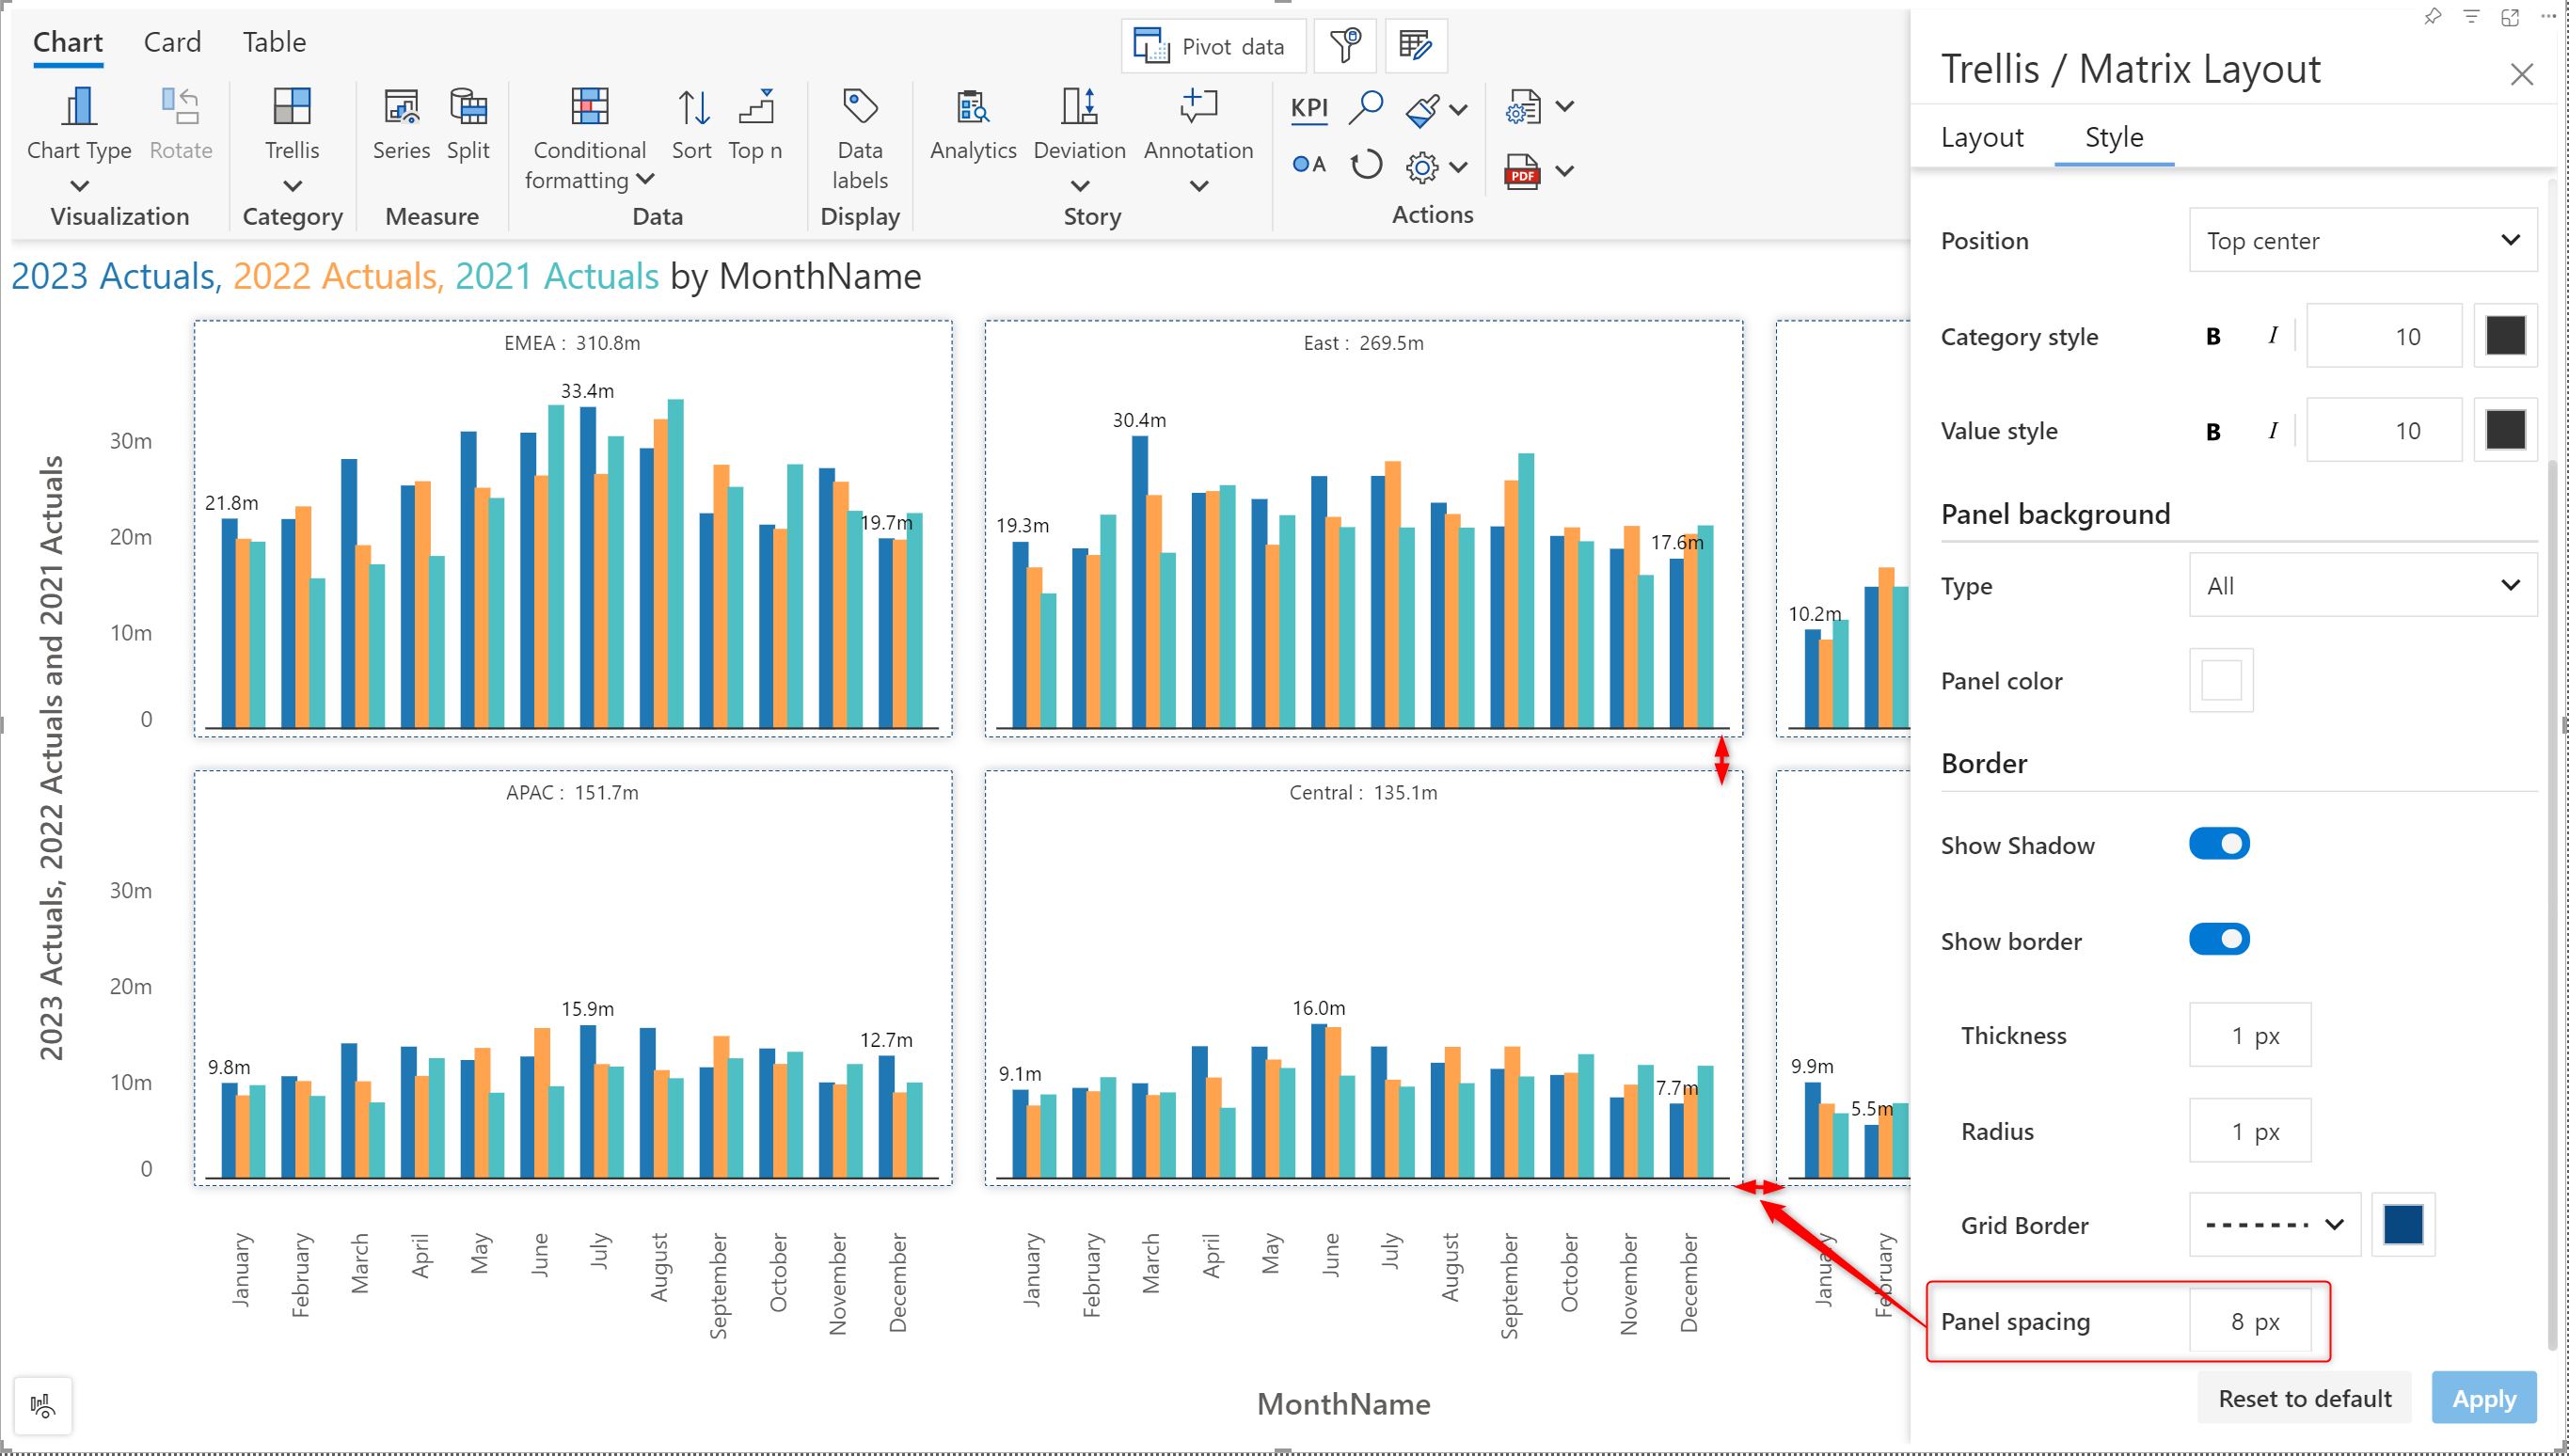 Chart Card Table
Pivot data
Chart Type Rotate Trellis Series Split Conditional formatting Sort Top n Data labels Analytics Deviation Annotation KPI A PDF
Visualization Category Measure Data Display Story Actions
2023 Actuals, 2022 Actuals, 2021 Actuals by MonthName
2023 Actuals, 2022 Actuals and 2021 Actuals
EMEA : 310.8m
30m
20m
10m
0
21.8m
33.4m
19.7m
East : 269.5m
19.3m
30.4m
17.6m
10.2m
APAC : 151.7m
30m
20m
10m
0
9.8m
15.9m
12.7m
Central : 135.1m
9.1m
16.0m
7.7m
9.9m
5.5m
January February March April May June July August September October November December
January February March April May June July August September October November December
January February
MonthName
Trellis / Matrix Layout
Layout Style
Position Top center
Category style B I 10
Value style B I 10
Panel background
Type All
Panel color
Border
Show Shadow
Show border
Thickness 1 px
Radius 1 px
Grid Border
Panel spacing 8 px
Reset to default Apply